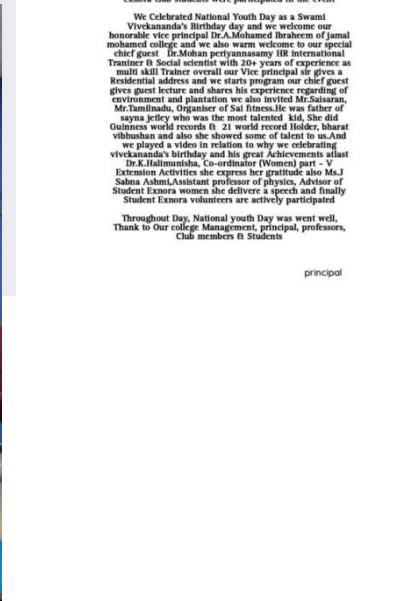 Exnora Club students were participated in the event
We Celebrated National Youth Day as a Swami
Vivekananda's Birthday day and we welcome our
honorable vice principal Dr.A.Mohamed Ibraheem of jamal
mohamed college and we also warm welcome to our special
chief guest Dr.Mohan periyannasamy HR international
Traniner & Social scientist with 20+ years of experience as
multi skill Trainer overall our Vice principal sir gives a
Residential address and we starts program our chief guest
gives guest lecture and shares his experience regarding of
environment and plantation we also invited Mr.Saisaran,
Mr.Tamilnadu, Organiser of Sai fitness.He was father of
sayna jetley who was the most talented kid, She did
Guinness world records & 21 world record Holder, bharat
vibhushan and also she showed some of talent to us.And
we played a video in relation to why we celebrating
vivekananda's birthday and his great Achievements atlast
Dr.K.Halimunisha, Co-ordinator (Women) part - V
Extension Activities she express her gratitude also Ms.J
Sabna Ashmi,Assistant professor of physics, Advisor of
Student Exnora women she delivere a speech and finally
Student Exnora volunteers are actively participated
Throughout Day, National youth Day was went well,
Thank to Our college Management, principal, professors,
Club members & Students
principal